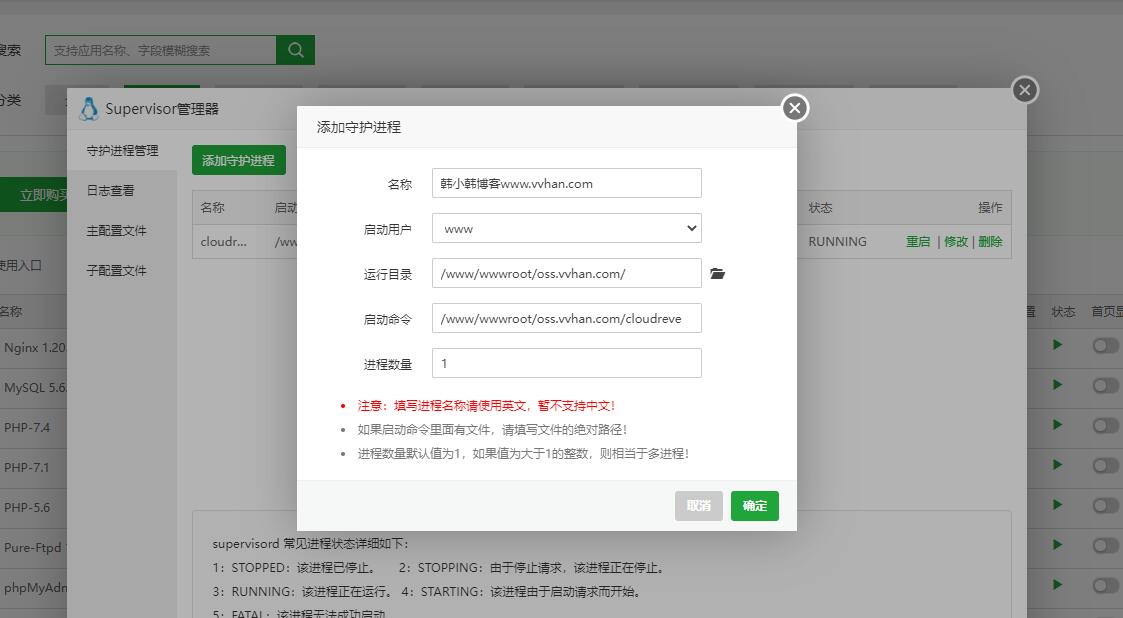 搜索
支持应用名称、字段模糊搜索
分类
Supervisor管理器
添加守护进程
守护进程管理
日志查看
主配置文件
子配置文件
添加守护进程
名称 启动
状态 操作
cloudr... /ww
RUNNING 重启 | 修改 | 删除
名称 韩小韩博客www.vvhan.com
启动用户 www
运行目录 /www/wwwroot/oss.vvhan.com/
启动命令 /www/wwwroot/oss.vvhan.com/cloudreve
进程数量 1
• 注意：填写进程名称请使用英文，暂不支持中文！
• 如果启动命令里面有文件，请填写文件的绝对路径！
• 进程数量默认值为1，如果值为大于1的整数，则相当于多进程！
取消 确定
立即购买
使用入口
名称
置 状态 首页显
Nginx 1.20
MySQL 5.6
PHP-7.4
PHP-7.1
PHP-5.6
Pure-Ftpd
phpMyAdm
supervisord 常见进程状态详细如下：
1：STOPPED：该进程已停止。 2：STOPPING：由于停止请求，该进程正在停止。
3：RUNNING：该进程正在运行。 4：STARTING：该进程由于启动请求而开始。
5：FATAL：该进程无法成功启动